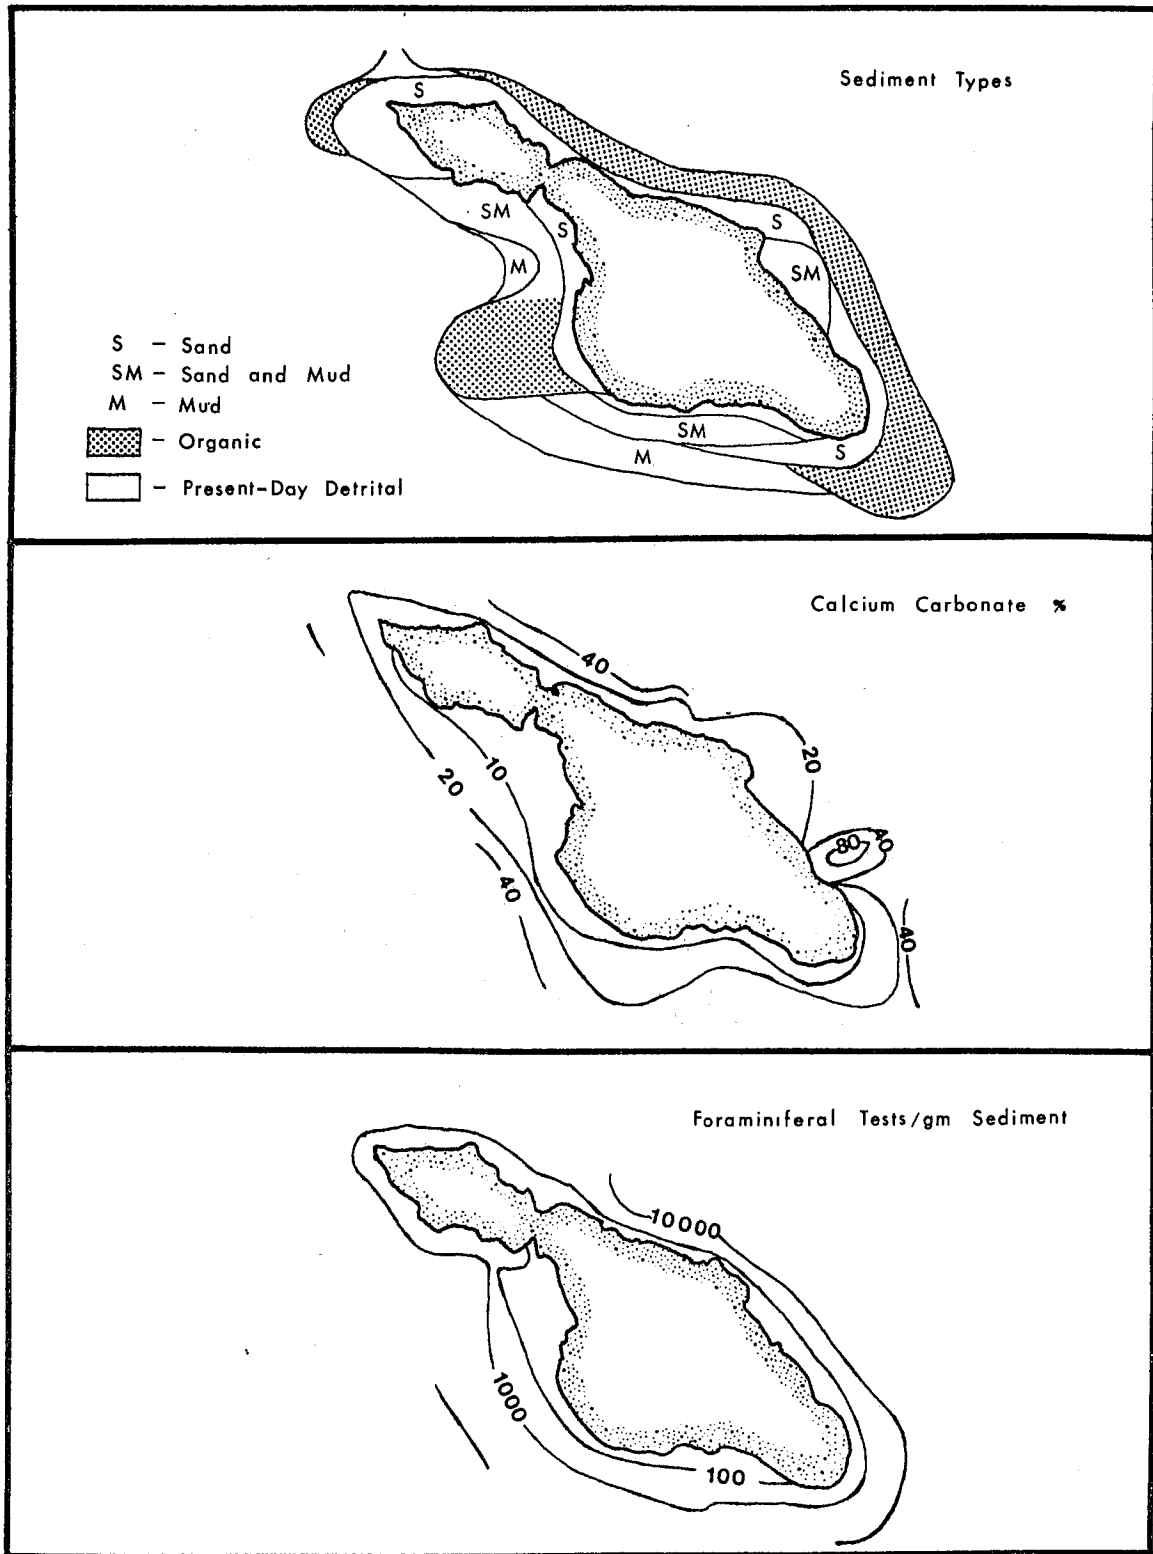 Sediment Types
S
SM
S
M
S
SM
SM
M
S
S – Sand
SM – Sand and Mud
M – Mud
– Organic
– Present-Day Detrital
Calcium Carbonate %
40
20
10
20
40
80
40
40
Foraminiferal Tests/gm Sediment
10000
1000
100